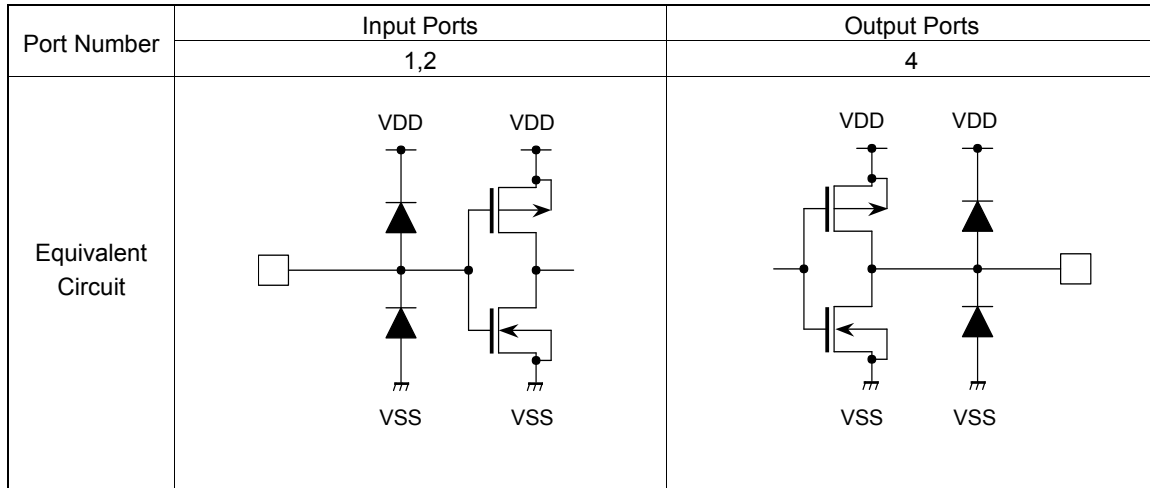 Port Number
Input Ports
Output Ports
1,2
4
Equivalent
Circuit
VDD
VDD
VSS
VSS
VDD
VDD
VSS
VSS